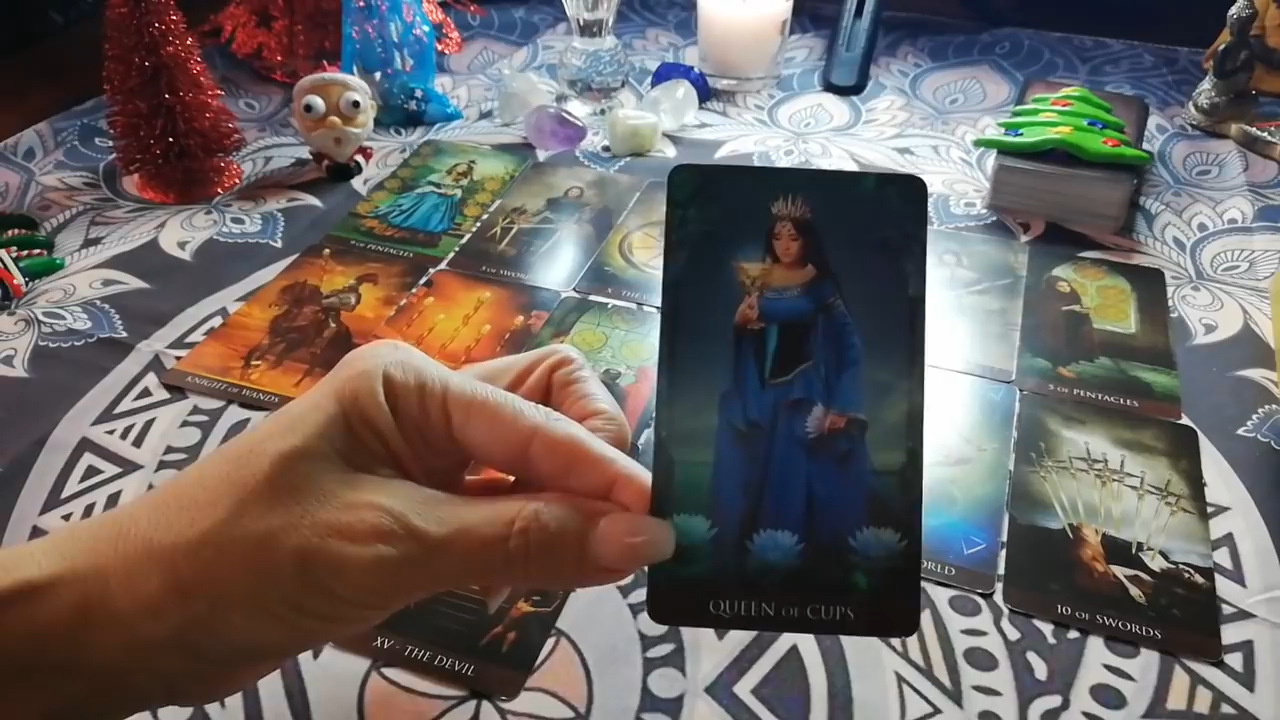 9 OF PENTACLES
5 OF SWORDS
KNIGHT OF WANDS
5 OF PENTACLES
QUEEN OF CUPS
10 OF SWORDS
XV - THE DEVIL